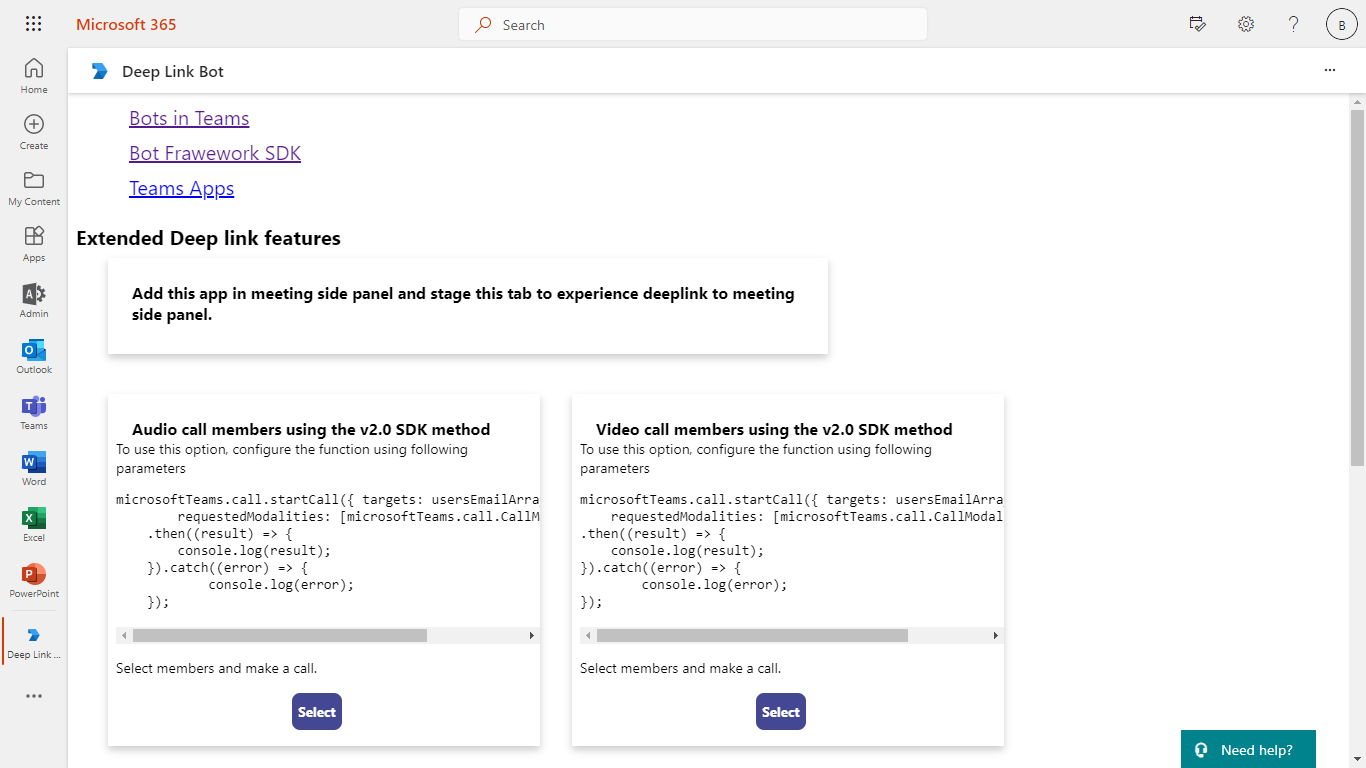 Microsoft 365
Search
B
Home
Create
My Content
Apps
Admin
Outlook
Teams
Word
Excel
PowerPoint
Deep Link ...
Deep Link Bot
Bots in Teams
Bot Frawework SDK
Teams Apps
Extended Deep link features
Add this app in meeting side panel and stage this tab to experience deeplink to meeting
side panel.
Audio call members using the v2.0 SDK method
To use this option, configure the function using following
parameters
microsoftTeams.call.startCall({ targets: usersEmailArra
requestedModalities: [microsoftTeams.call.CallM
.then((result) => {
console.log(result);
}).catch((error) => {
console.log(error);
});
Select members and make a call.
Select
Video call members using the v2.0 SDK method
To use this option, configure the function using following
parameters
microsoftTeams.call.startCall({ targets: usersEmailArra
requestedModalities: [microsoftTeams.call.CallModal
.then((result) => {
console.log(result);
}).catch((error) => {
console.log(error);
});
Select members and make a call.
Select
Need help?